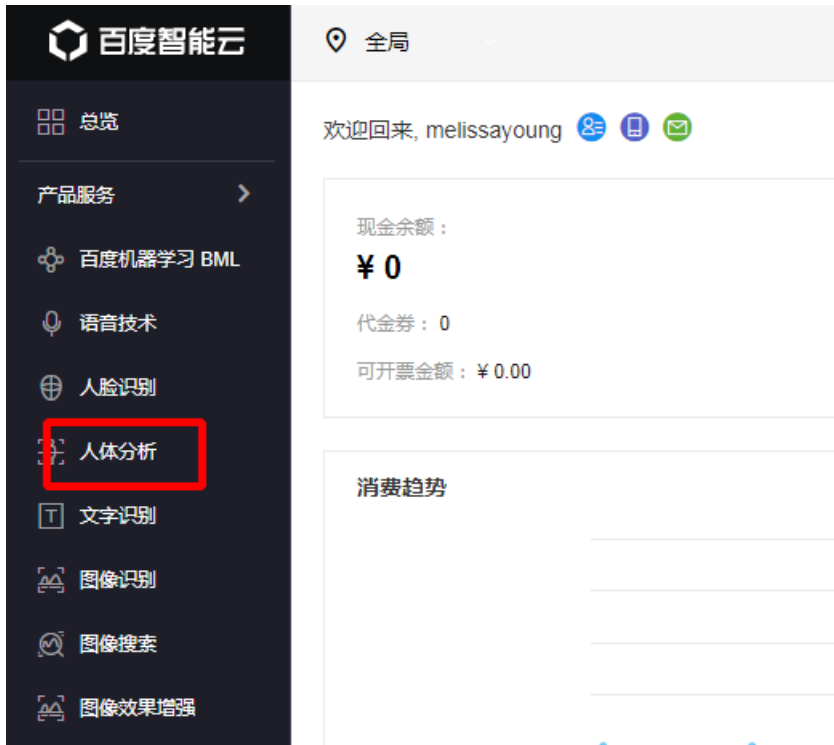 百度智能云
全局
总览
产品服务
百度机器学习 BML
语音技术
人脸识别
人体分析
文字识别
图像识别
图像搜索
图像效果增强
欢迎回来, melissayoung
现金余额：
¥ 0
代金券： 0
可开票金额： ¥ 0.00
消费趋势